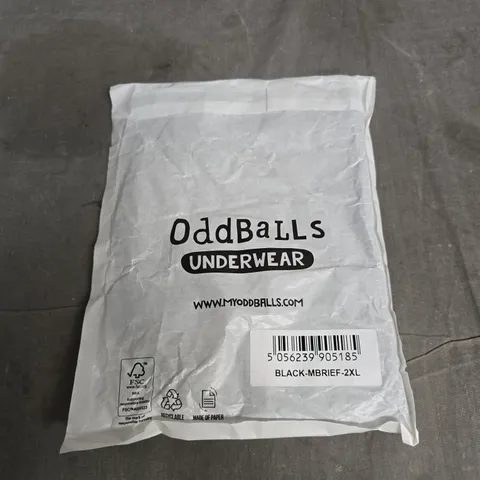 OddBaLLs
UNDERWEAR
WWW.MYODDBALLS.COM
5 056239 905185
BLACK-MBRIEF-2XL
FSC
RECYCLABLE
MADE OF PAPER